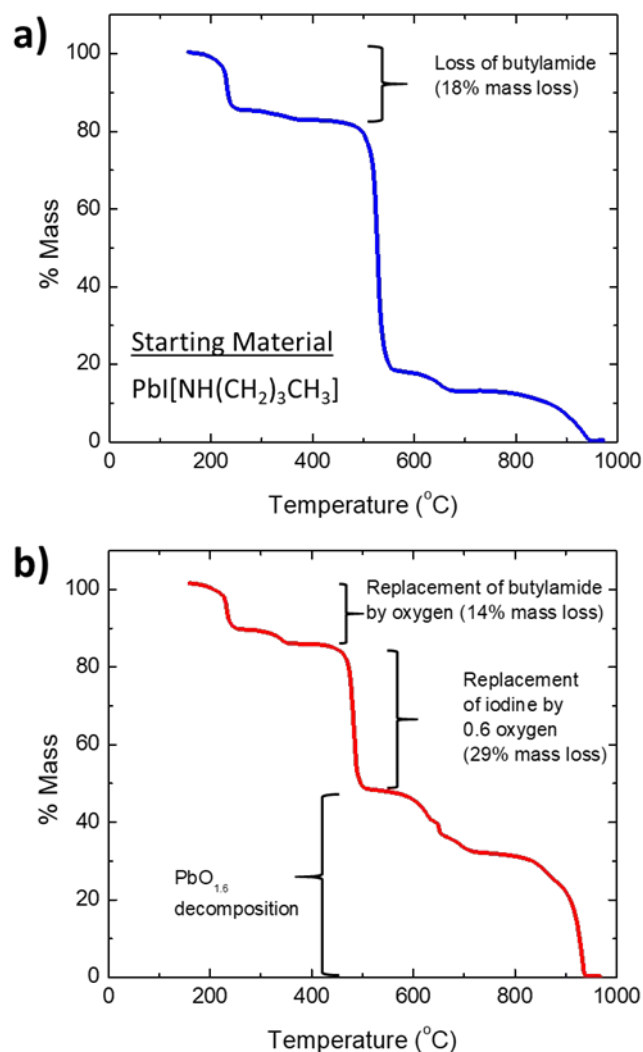 a)
100
80
60
40
20
0
% Mass
Loss of butylamide
(18% mass loss)
Starting Material
PbI[NH(CH₂)₃CH₃]
0 200 400 600 800 1000
Temperature (°C)
b)
100
80
60
40
20
0
% Mass
Replacement of butylamide
by oxygen (14% mass loss)
Replacement
of iodine by
0.6 oxygen
(29% mass loss)
PbO₁.₆
decomposition
0 200 400 600 800 1000
Temperature (°C)